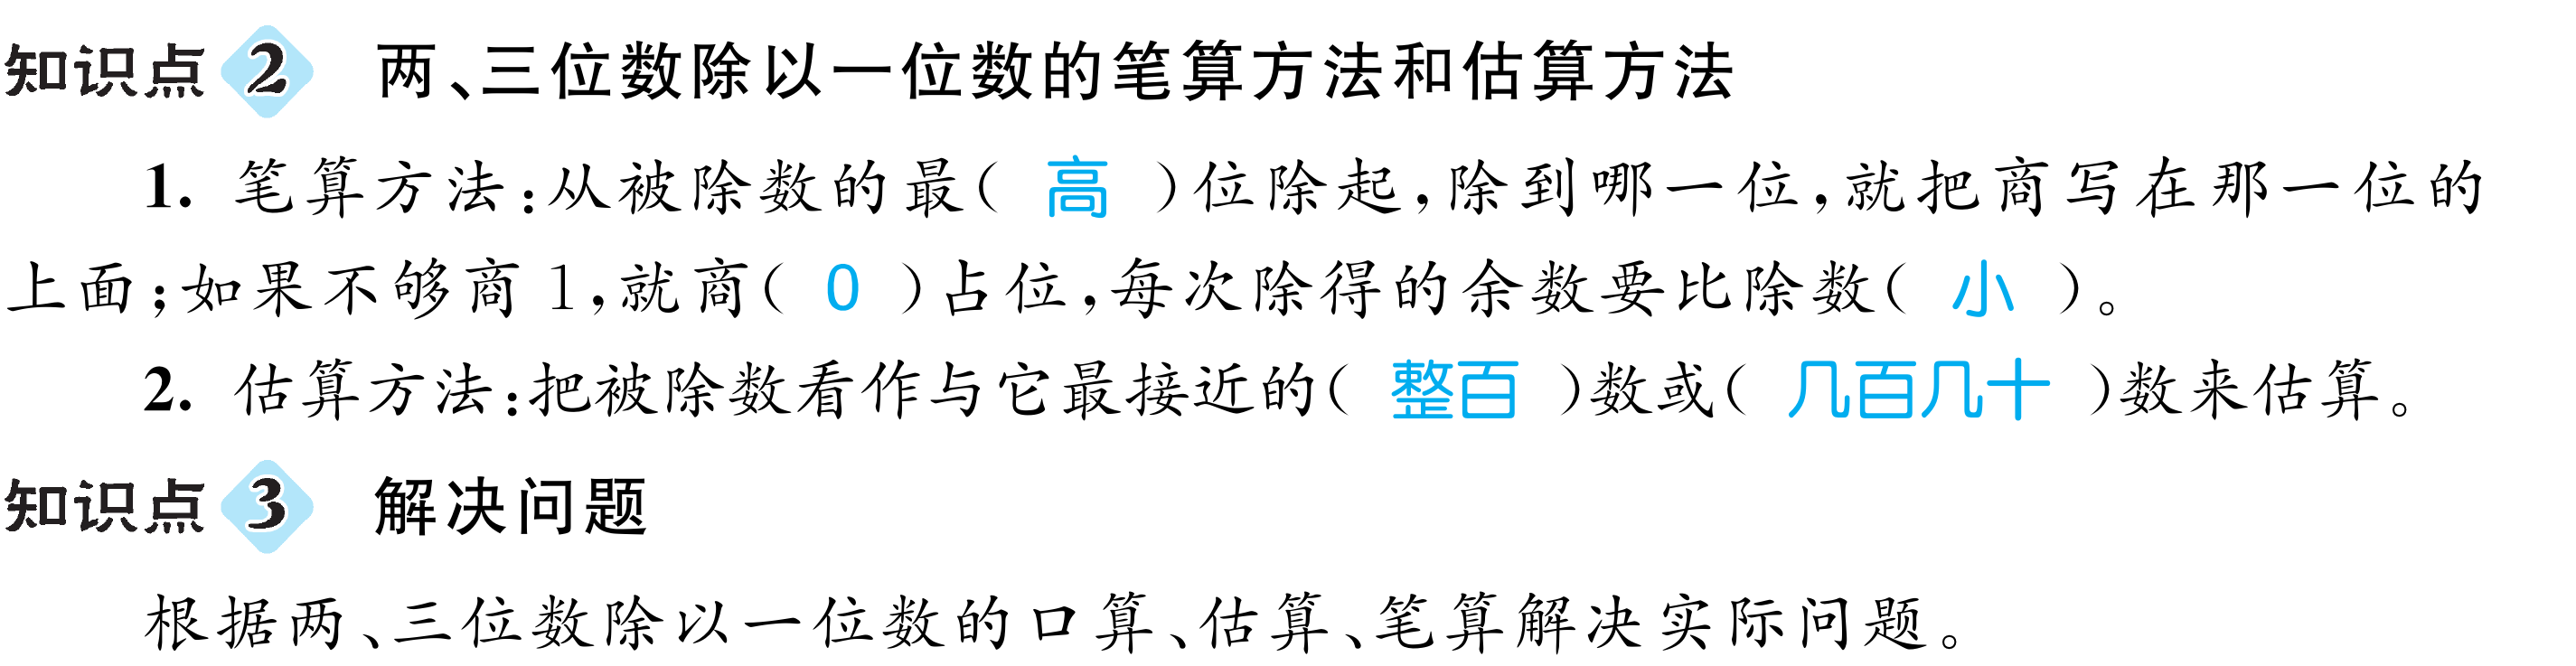 知识点2 两、三位数除以一位数的笔算方法和估算方法
1. 笔算方法:从被除数的最( 高 )位除起,除到哪一位,就把商写在那一位的
上面;如果不够商1,就商( 0 )占位,每次除得的余数要比除数( 小 )。
2. 估算方法:把被除数看作与它最接近的( 整百 )数或( 几百几十 )数来估算。
知识点3 解决问题
根据两、三位数除以一位数的口算、估算、笔算解决实际问题。